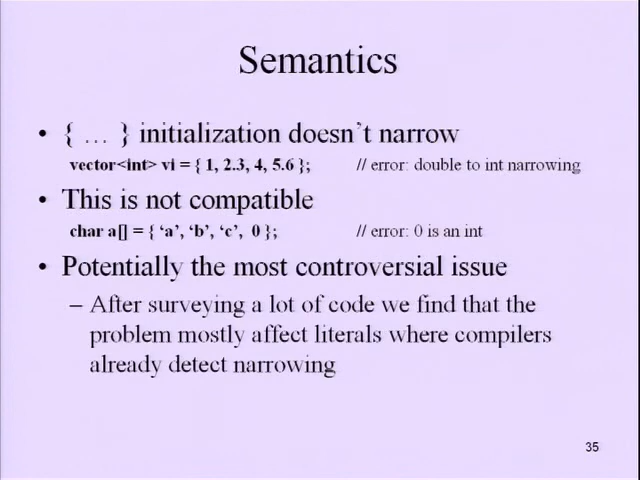 Semantics
• { … } initialization doesn't narrow
vector<int> vi = { 1, 2.3, 4, 5.6 }; // error: double to int narrowing
• This is not compatible
char a[] = { ‘a’, ‘b’, ‘c’, 0 }; // error: 0 is an int
• Potentially the most controversial issue
– After surveying a lot of code we find that the
problem mostly affect literals where compilers
already detect narrowing
35